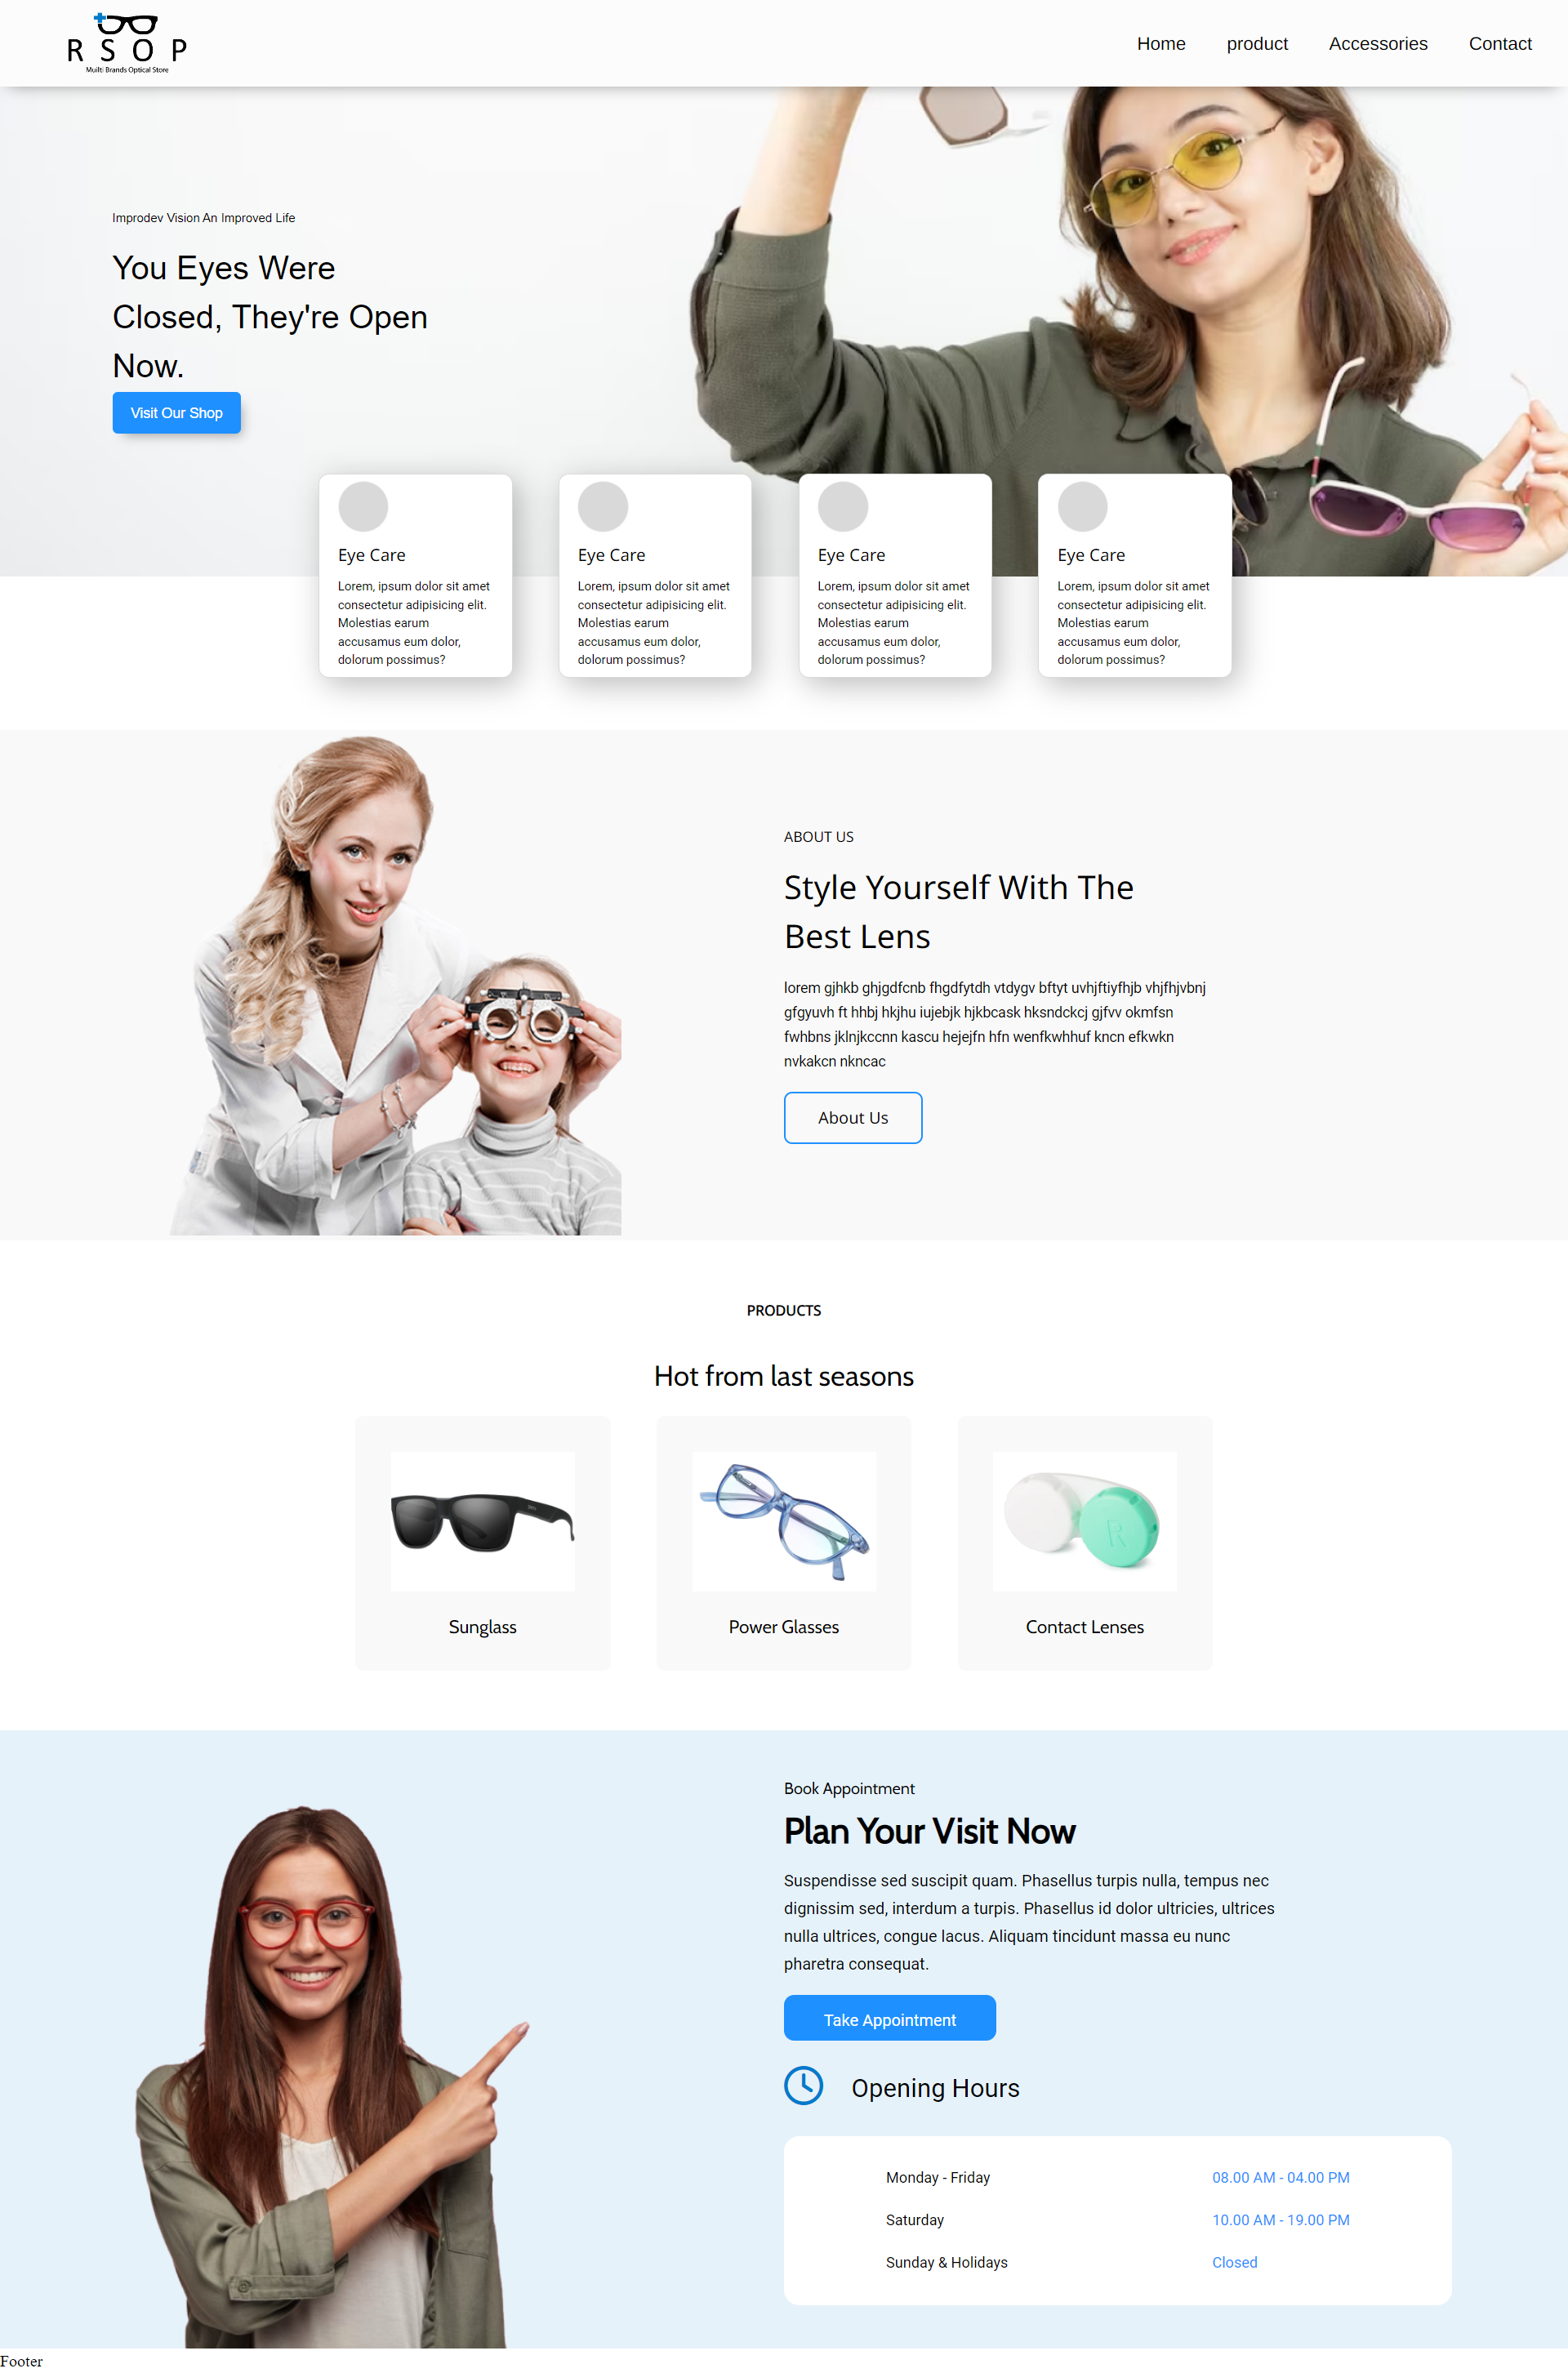 R S O P
Muilti Brands Optical Store
Home product Accessories Contact
Improdev Vision An Improved Life
You Eyes Were
Closed, They're Open
Now.
Visit Our Shop
Eye Care
Lorem, ipsum dolor sit amet
consectetur adipisicing elit.
Molestias earum
accusamus eum dolor,
dolorum possimus?
Eye Care
Lorem, ipsum dolor sit amet
consectetur adipisicing elit.
Molestias earum
accusamus eum dolor,
dolorum possimus?
Eye Care
Lorem, ipsum dolor sit amet
consectetur adipisicing elit.
Molestias earum
accusamus eum dolor,
dolorum possimus?
Eye Care
Lorem, ipsum dolor sit amet
consectetur adipisicing elit.
Molestias earum
accusamus eum dolor,
dolorum possimus?
ABOUT US
Style Yourself With The
Best Lens
lorem gjhkb ghjgdfcnb fhgdfytdh vtdygv bftyt uvhjftiyfhjb vhjfhjvbnj
gfgyuvh ft hhbj hkjhu iujebjk hjkbcask hksndckcj gjfvv okmfsn
fwhbns jklnjkccnn kascu hejejfn hfn wenfkwhhuf kncn efkwkn
nvkakcn nkncac
About Us
PRODUCTS
Hot from last seasons
Sunglass
Power Glasses
R
Contact Lenses
Book Appointment
Plan Your Visit Now
Suspendisse sed suscipit quam. Phasellus turpis nulla, tempus nec
dignissim sed, interdum a turpis. Phasellus id dolor ultricies, ultrices
nulla ultrices, congue lacus. Aliquam tincidunt massa eu nunc
pharetra consequat.
Take Appointment
Opening Hours
Monday - Friday 08.00 AM - 04.00 PM
Saturday 10.00 AM - 19.00 PM
Sunday & Holidays Closed
Footer